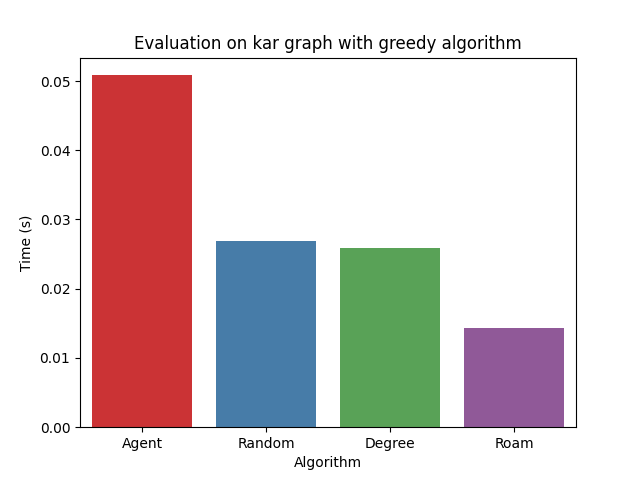 Evaluation on kar graph with greedy algorithm
Time (s)
0.05
0.04
0.03
0.02
0.01
0.00
Agent Random Degree Roam
Algorithm